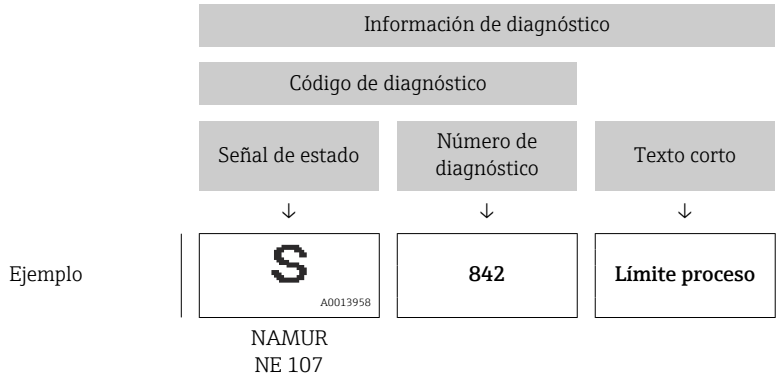 Información de diagnóstico
Código de diagnóstico
Señal de estado
Número de
diagnóstico
Texto corto
↓ ↓ ↓
Ejemplo
S
A0013958
842
Límite proceso
NAMUR
NE 107